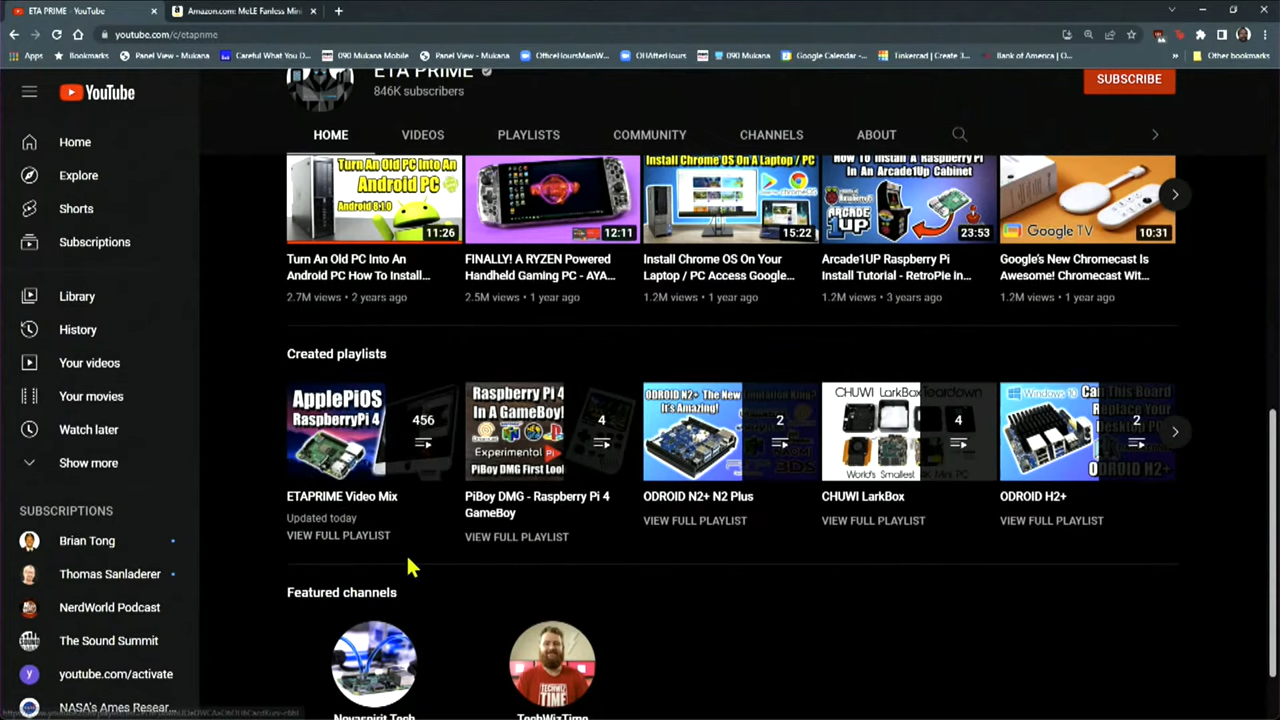 ETA PRIME - YouTube
Amazon.com: MeLE Fanless Mini
youtube.com/c/etaprime
Apps
Bookmarks
Panel View - Mukana
Careful What You D...
090 Mukana Mobile
Panel View - Mukana
OfficeHoursMainW...
OHAfterHours
090 Mukana
Google Calendar -...
Tinkercad | Create 3...
Bank of America | O...
»
Other bookmarks
YouTube
ETA PRIME
846K subscribers
SUBSCRIBE
HOME
VIDEOS
PLAYLISTS
COMMUNITY
CHANNELS
ABOUT
Home
Explore
Shorts
Subscriptions
Library
History
Your videos
Your movies
Watch later
Show more
SUBSCRIPTIONS
Brian Tong
Thomas Sanladerer
NerdWorld Podcast
The Sound Summit
youtube.com/activate
NASA's Ames Resear...
Turn An Old PC Into An
Android PC
Android 8.1.0
11:26
Turn An Old PC Into An
Android PC How To Install...
2.7M views • 2 years ago
12:11
FINALLY! A RYZEN Powered
Handheld Gaming PC - AYA...
2.5M views • 1 year ago
Install Chrome OS On A Laptop / PC
15:22
Install Chrome OS On Your
Laptop / PC Access Google...
1.2M views • 1 year ago
How To Install A Raspberry Pi
In An Arcade1Up Cabinet
ARCADE
1UP
23:53
Arcade1UP Raspberry Pi
Install Tutorial - RetroPie In...
1.2M views • 3 years ago
Google TV
10:31
Google's New Chromecast Is
Awesome! Chromecast Wit...
1.2M views • 1 year ago
Created playlists
ApplePiOS
RaspberryPi 4
456
ETAPRIME Video Mix
Updated today
VIEW FULL PLAYLIST
Raspberry Pi 4
In A GameBoy!
Experimental Pi
PiBoy DMG First Look
4
PiBoy DMG - Raspberry Pi 4
GameBoy
VIEW FULL PLAYLIST
ODROID N2+ The New
It's Amazing!
3DS
2
ODROID N2+ N2 Plus
VIEW FULL PLAYLIST
CHUWI LarkBox Teardown
World's Smallest 4K Mini PC
4
CHUWI LarkBox
VIEW FULL PLAYLIST
Windows 10
Can This Board
Replace Your
ODROID H2+
2
ODROID H2+
VIEW FULL PLAYLIST
Featured channels
Novaspirit Tech
TechWizTime